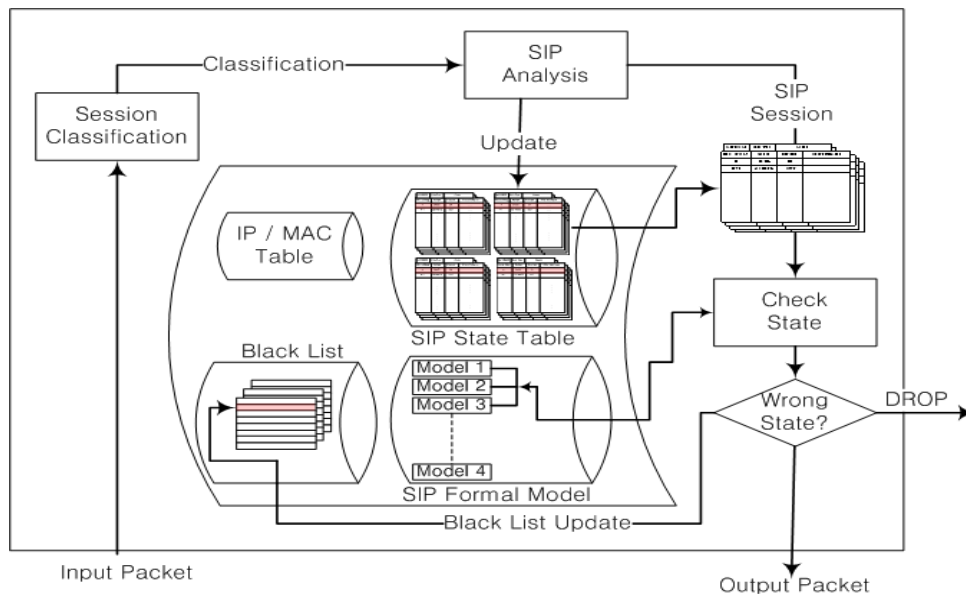 Classification
SIP
Analysis
Session
Classification
SIP
Session
Update
IP / MAC
Table
SIP State Table
Check
State
Black List
Model 1
Model 2
Model 3
Model 4
SIP Formal Model
Wrong
State?
DROP
Black List Update
Input Packet
Output Packet